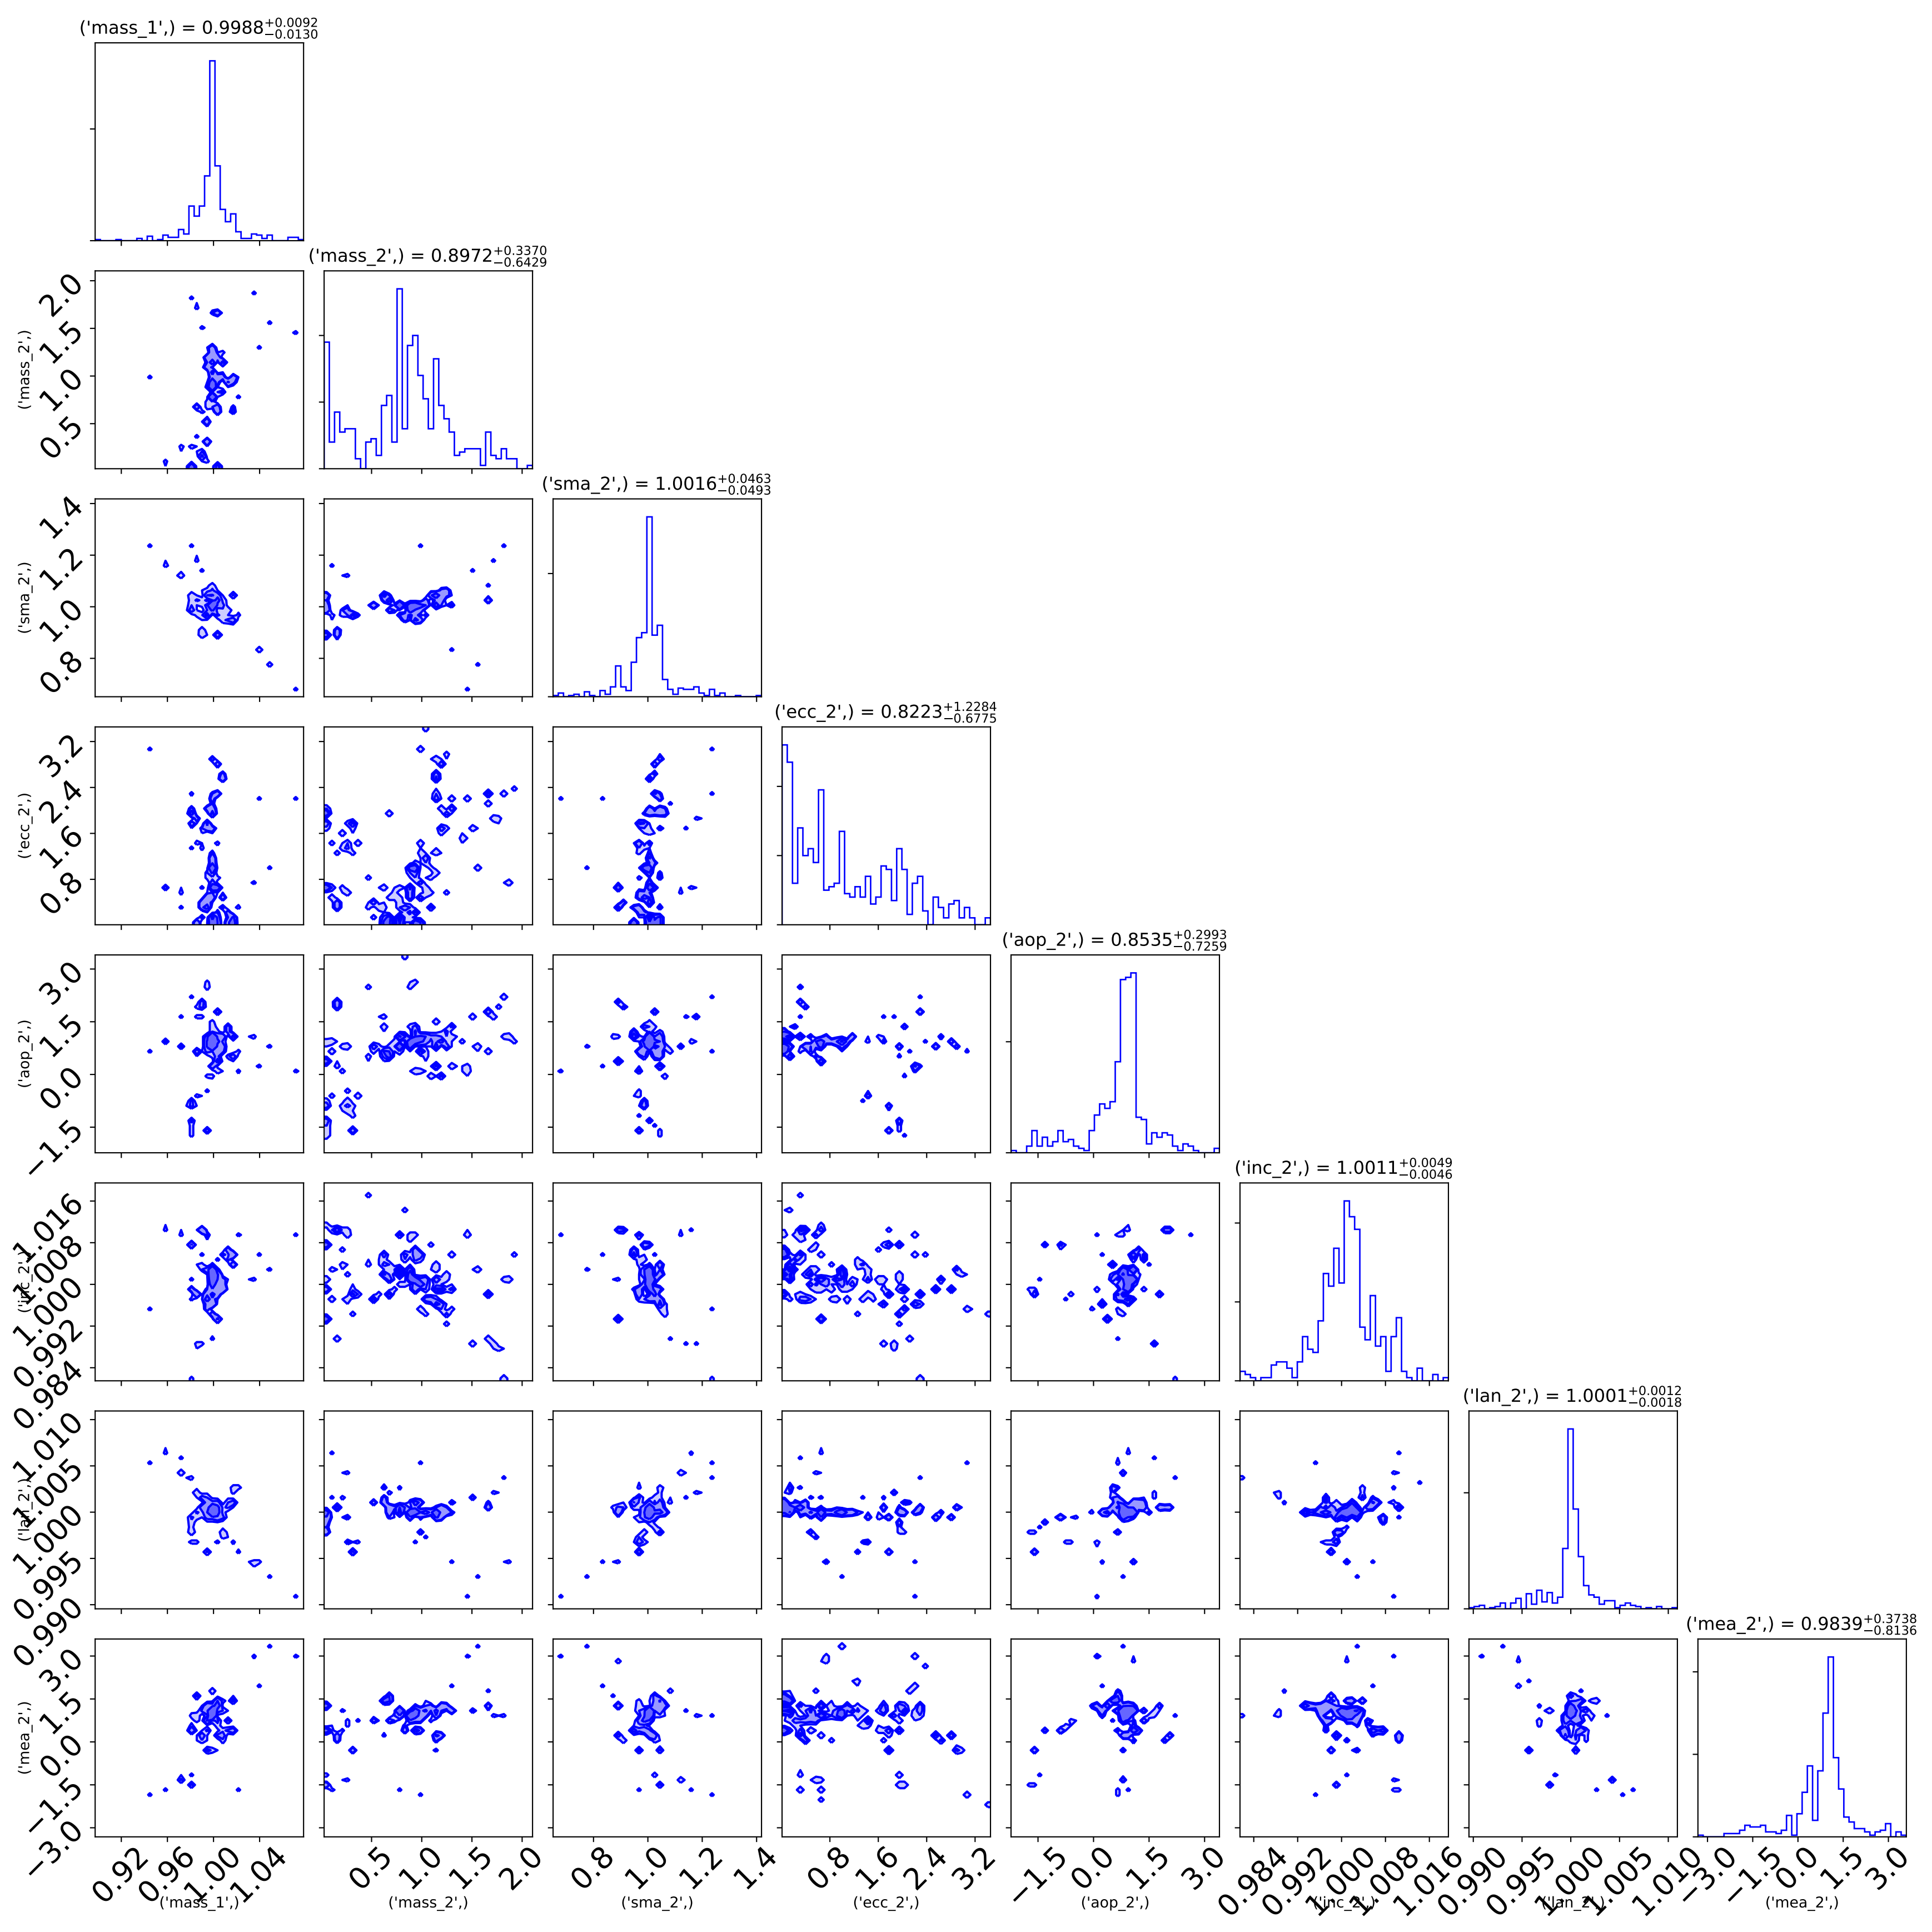 ('mass_1',) = 0.9988 +0.0092 −0.0130
('mass_2',) = 0.8972 +0.3370 −0.6429
('mass_2',)
2.0
1.5
1.0
0.5
('sma_2',) = 1.0016 +0.0463 −0.0493
('sma_2',)
1.4
1.2
1.0
0.8
('ecc_2',) = 0.8223 +1.2284 −0.6775
('ecc_2',)
3.2
2.4
1.6
0.8
('aop_2',) = 0.8535 +0.2993 −0.7259
('aop_2',)
3.0
1.5
0.0
−1.5
('inc_2',) = 1.0011 +0.0049 −0.0046
('inc_2',)
1.016
1.008
1.000
0.992
0.984
('lan_2',) = 1.0001 +0.0012 −0.0018
('lan_2',)
1.010
1.005
1.000
0.995
0.990
('mea_2',) = 0.9839 +0.3738 −0.8136
('mea_2',)
3.0
1.5
0.0
−1.5
−3.0
0.92 0.96 1.00 1.04
('mass_1',)
0.5 1.0 1.5 2.0
('mass_2',)
0.8 1.0 1.2 1.4
('sma_2',)
0.8 1.6 2.4 3.2
('ecc_2',)
−1.5 0.0 1.5 3.0
('aop_2',)
0.984 0.992 1.000 1.008 1.016
('inc_2',)
0.990 0.995 1.000 1.005 1.010
('lan_2',)
−3.0 −1.5 0.0 1.5 3.0
('mea_2',)